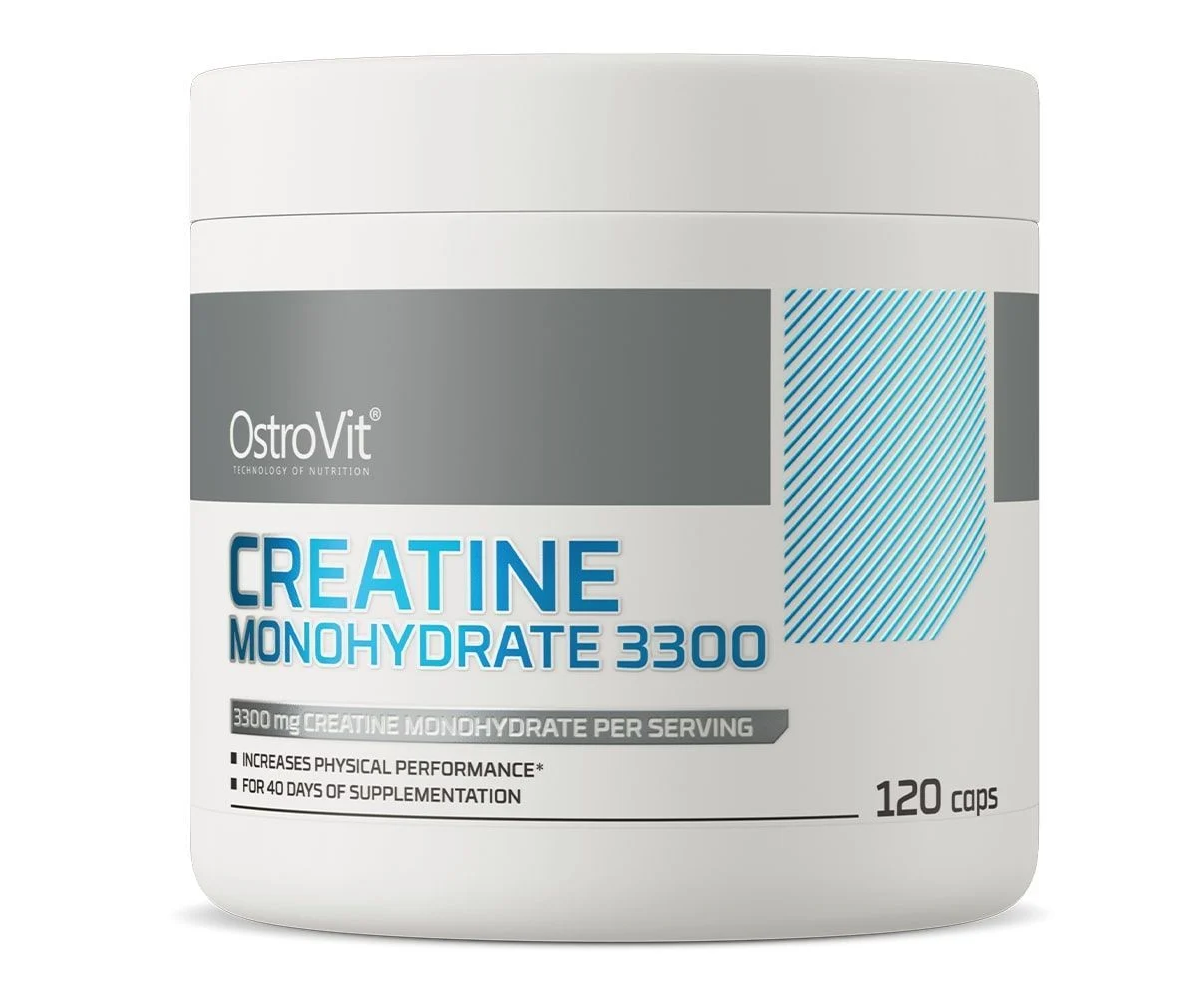 OstroVit®
TECHNOLOGY OF NUTRITION
CREATINE
MONOHYDRATE 3300
3300 mg CREATINE MONOHYDRATE PER SERVING
■ INCREASES PHYSICAL PERFORMANCE*
■ FOR 40 DAYS OF SUPPLEMENTATION
120 caps